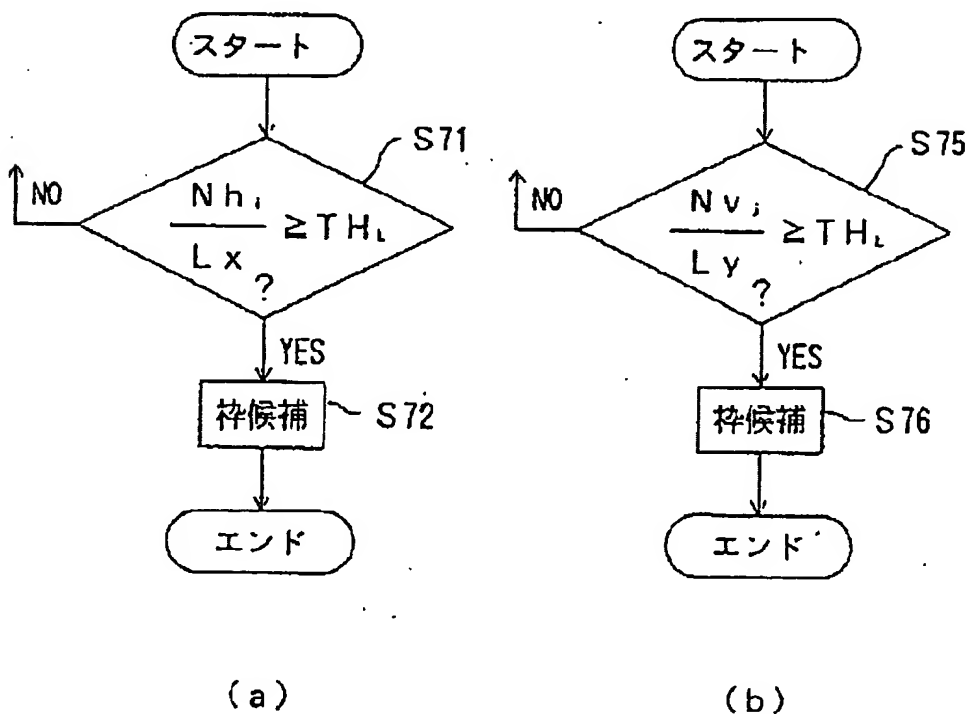 スタート
S71
NO
Nhi
Lx
≧THL
?
YES
枠候補
S72
エンド
(a)
スタート
S75
NO
Nvj
Ly
≧THL
?
YES
枠候補
S76
エンド
(b)